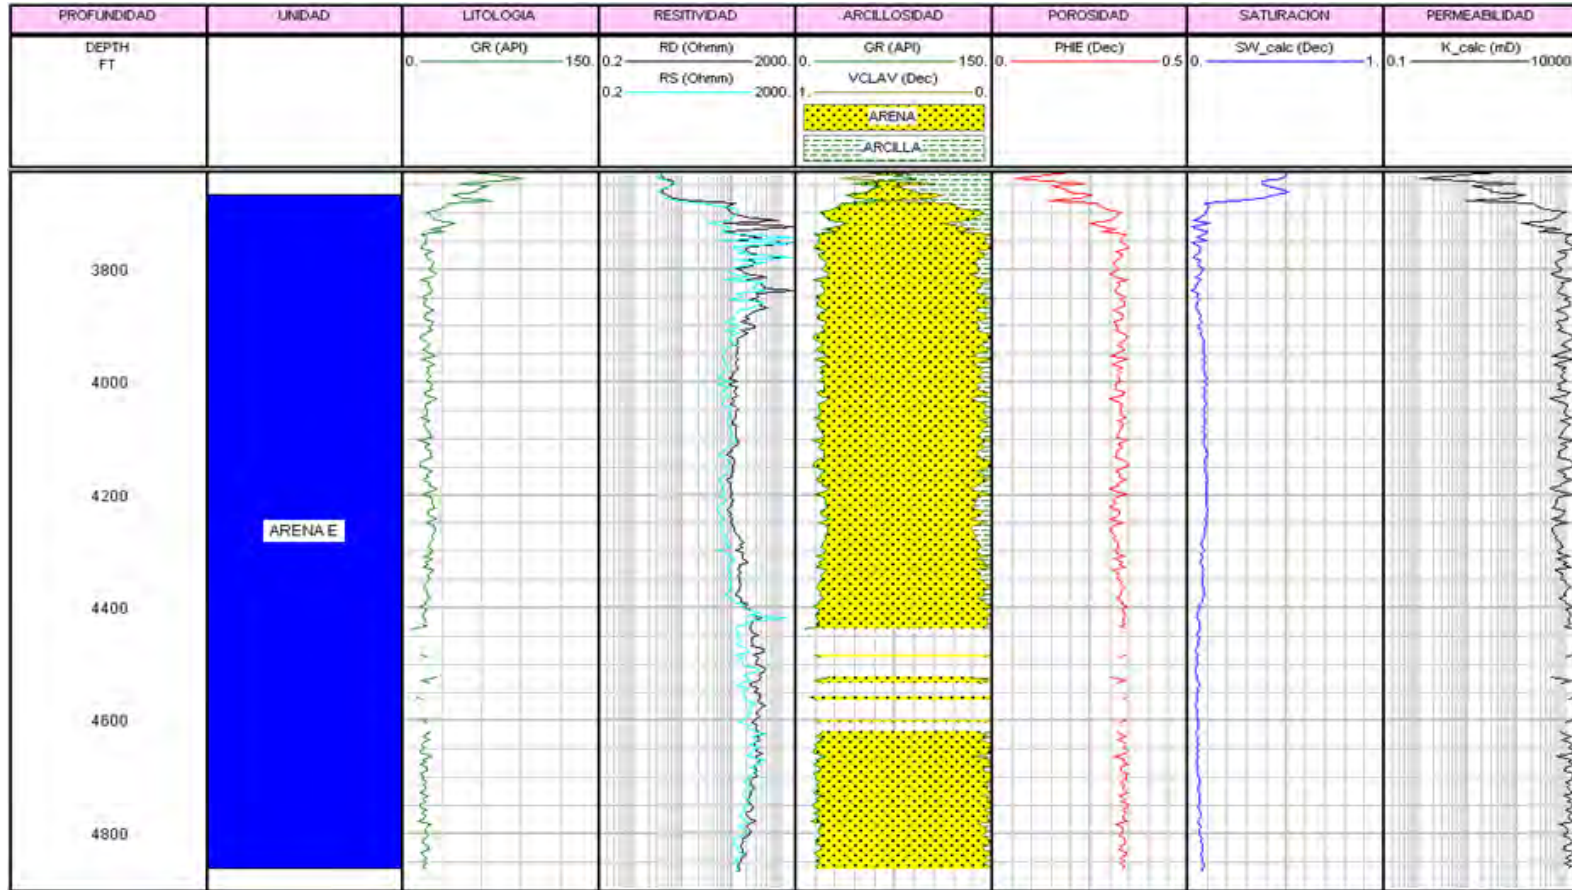 PROFUNDIDAD UNIDAD LITOLOGIA RESITIVIDAD ARCILLOSIDAD POROSIDAD SATURACION PERMEABILIDAD
DEPTH GR (API) RD (Ohmm) GR (API) PHIE (Dec) SW_calc (Dec) K_calc (mD)
FT 0. 150. 0.2 2000. 0. 150. 0. 0.5 0. 1. 0.1 10000.
RS (Ohmm) VCLAV (Dec)
0.2 2000. 1. 0.
ARENA
ARCILLA
3800
4000
4200
ARENA E
4400
4600
4800